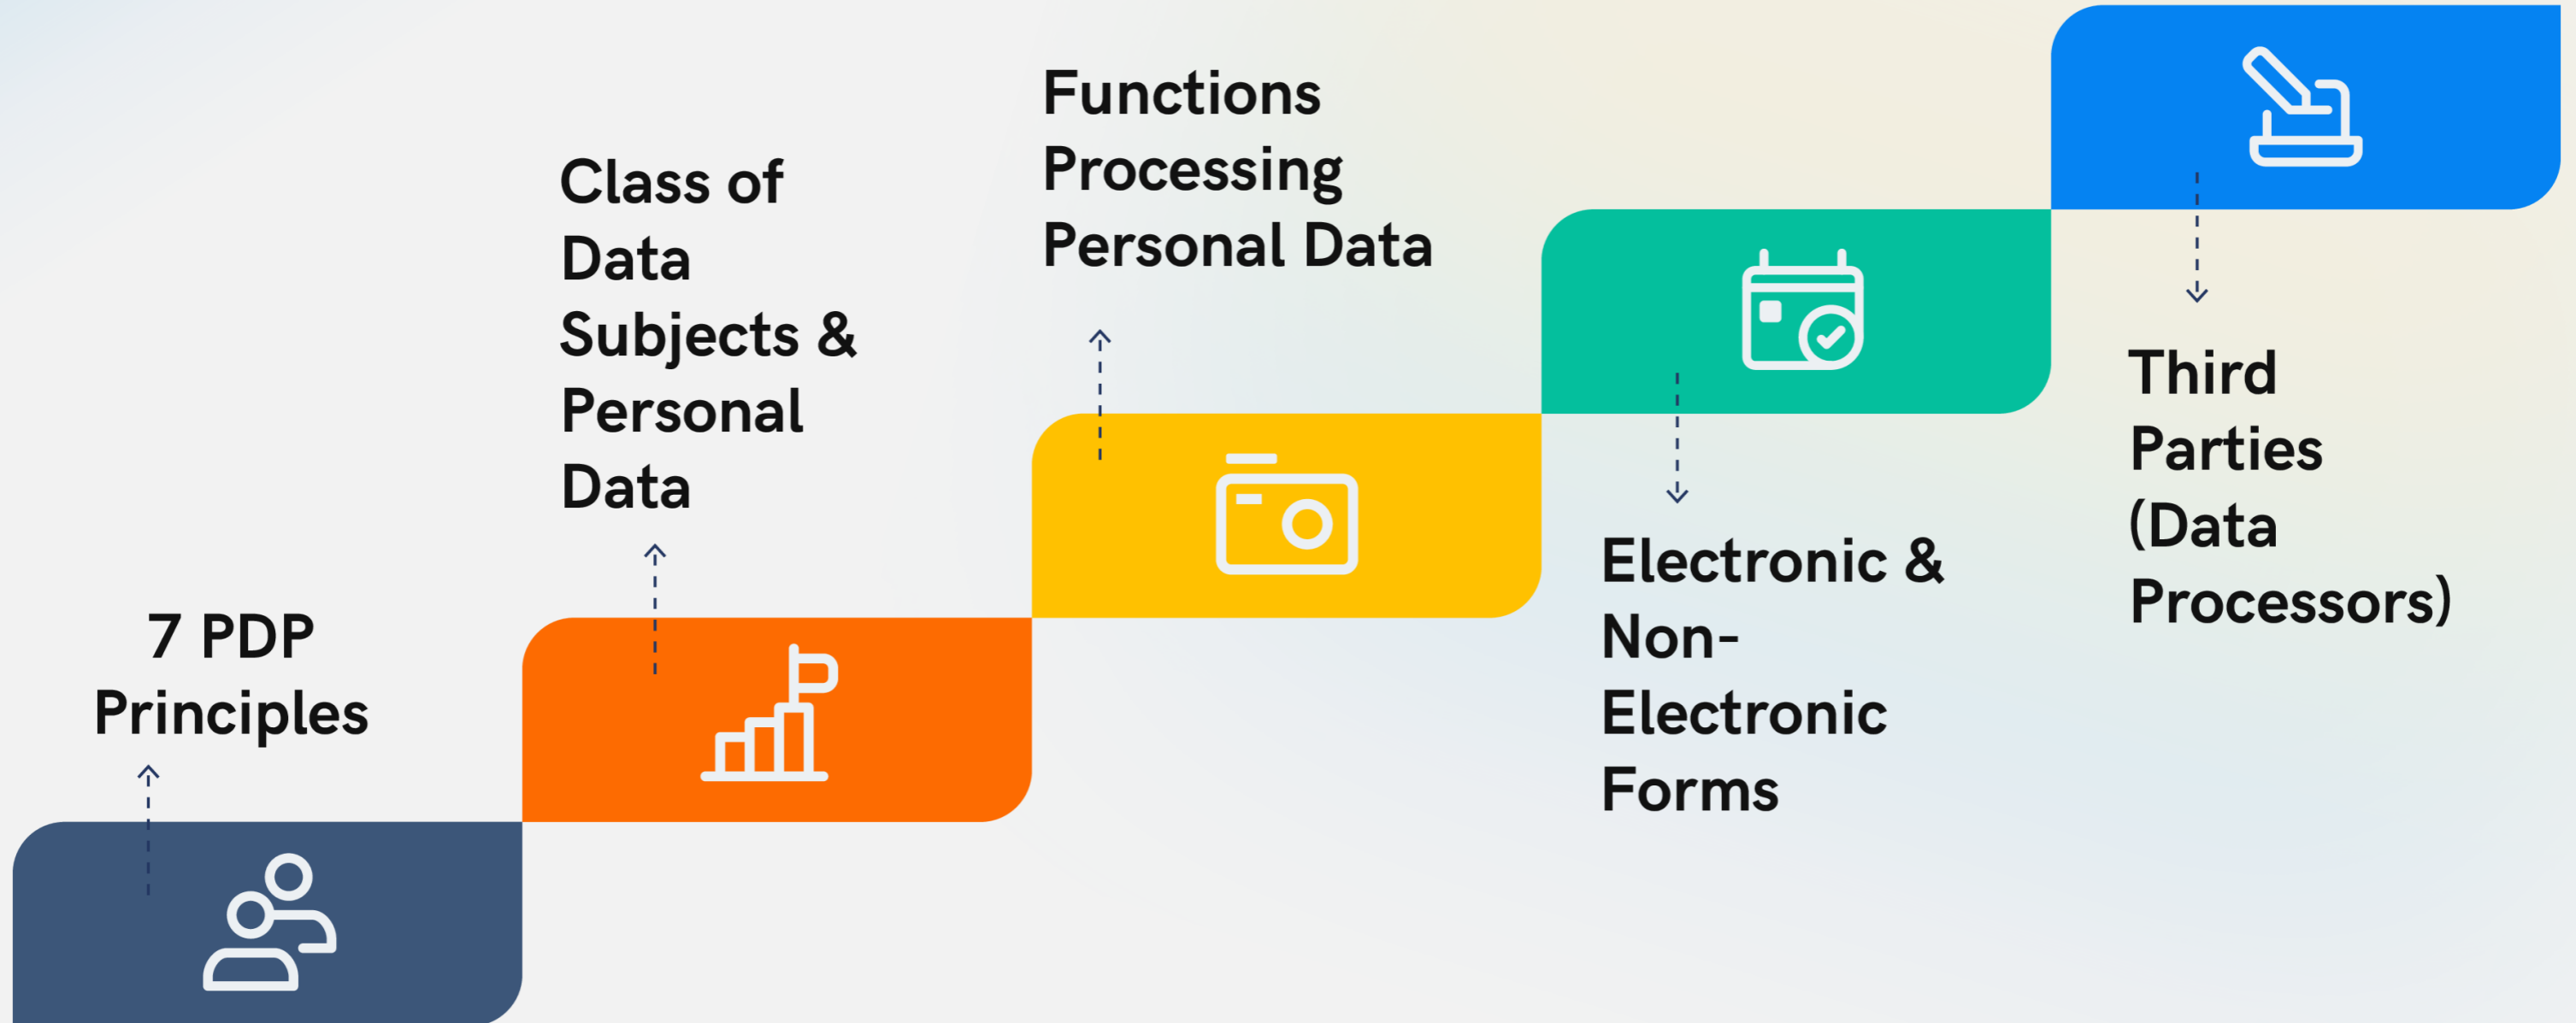 7 PDP
Principles
Class of
Data
Subjects &
Personal
Data
Functions
Processing
Personal Data
Electronic &
Non-
Electronic
Forms
Third
Parties
(Data
Processors)